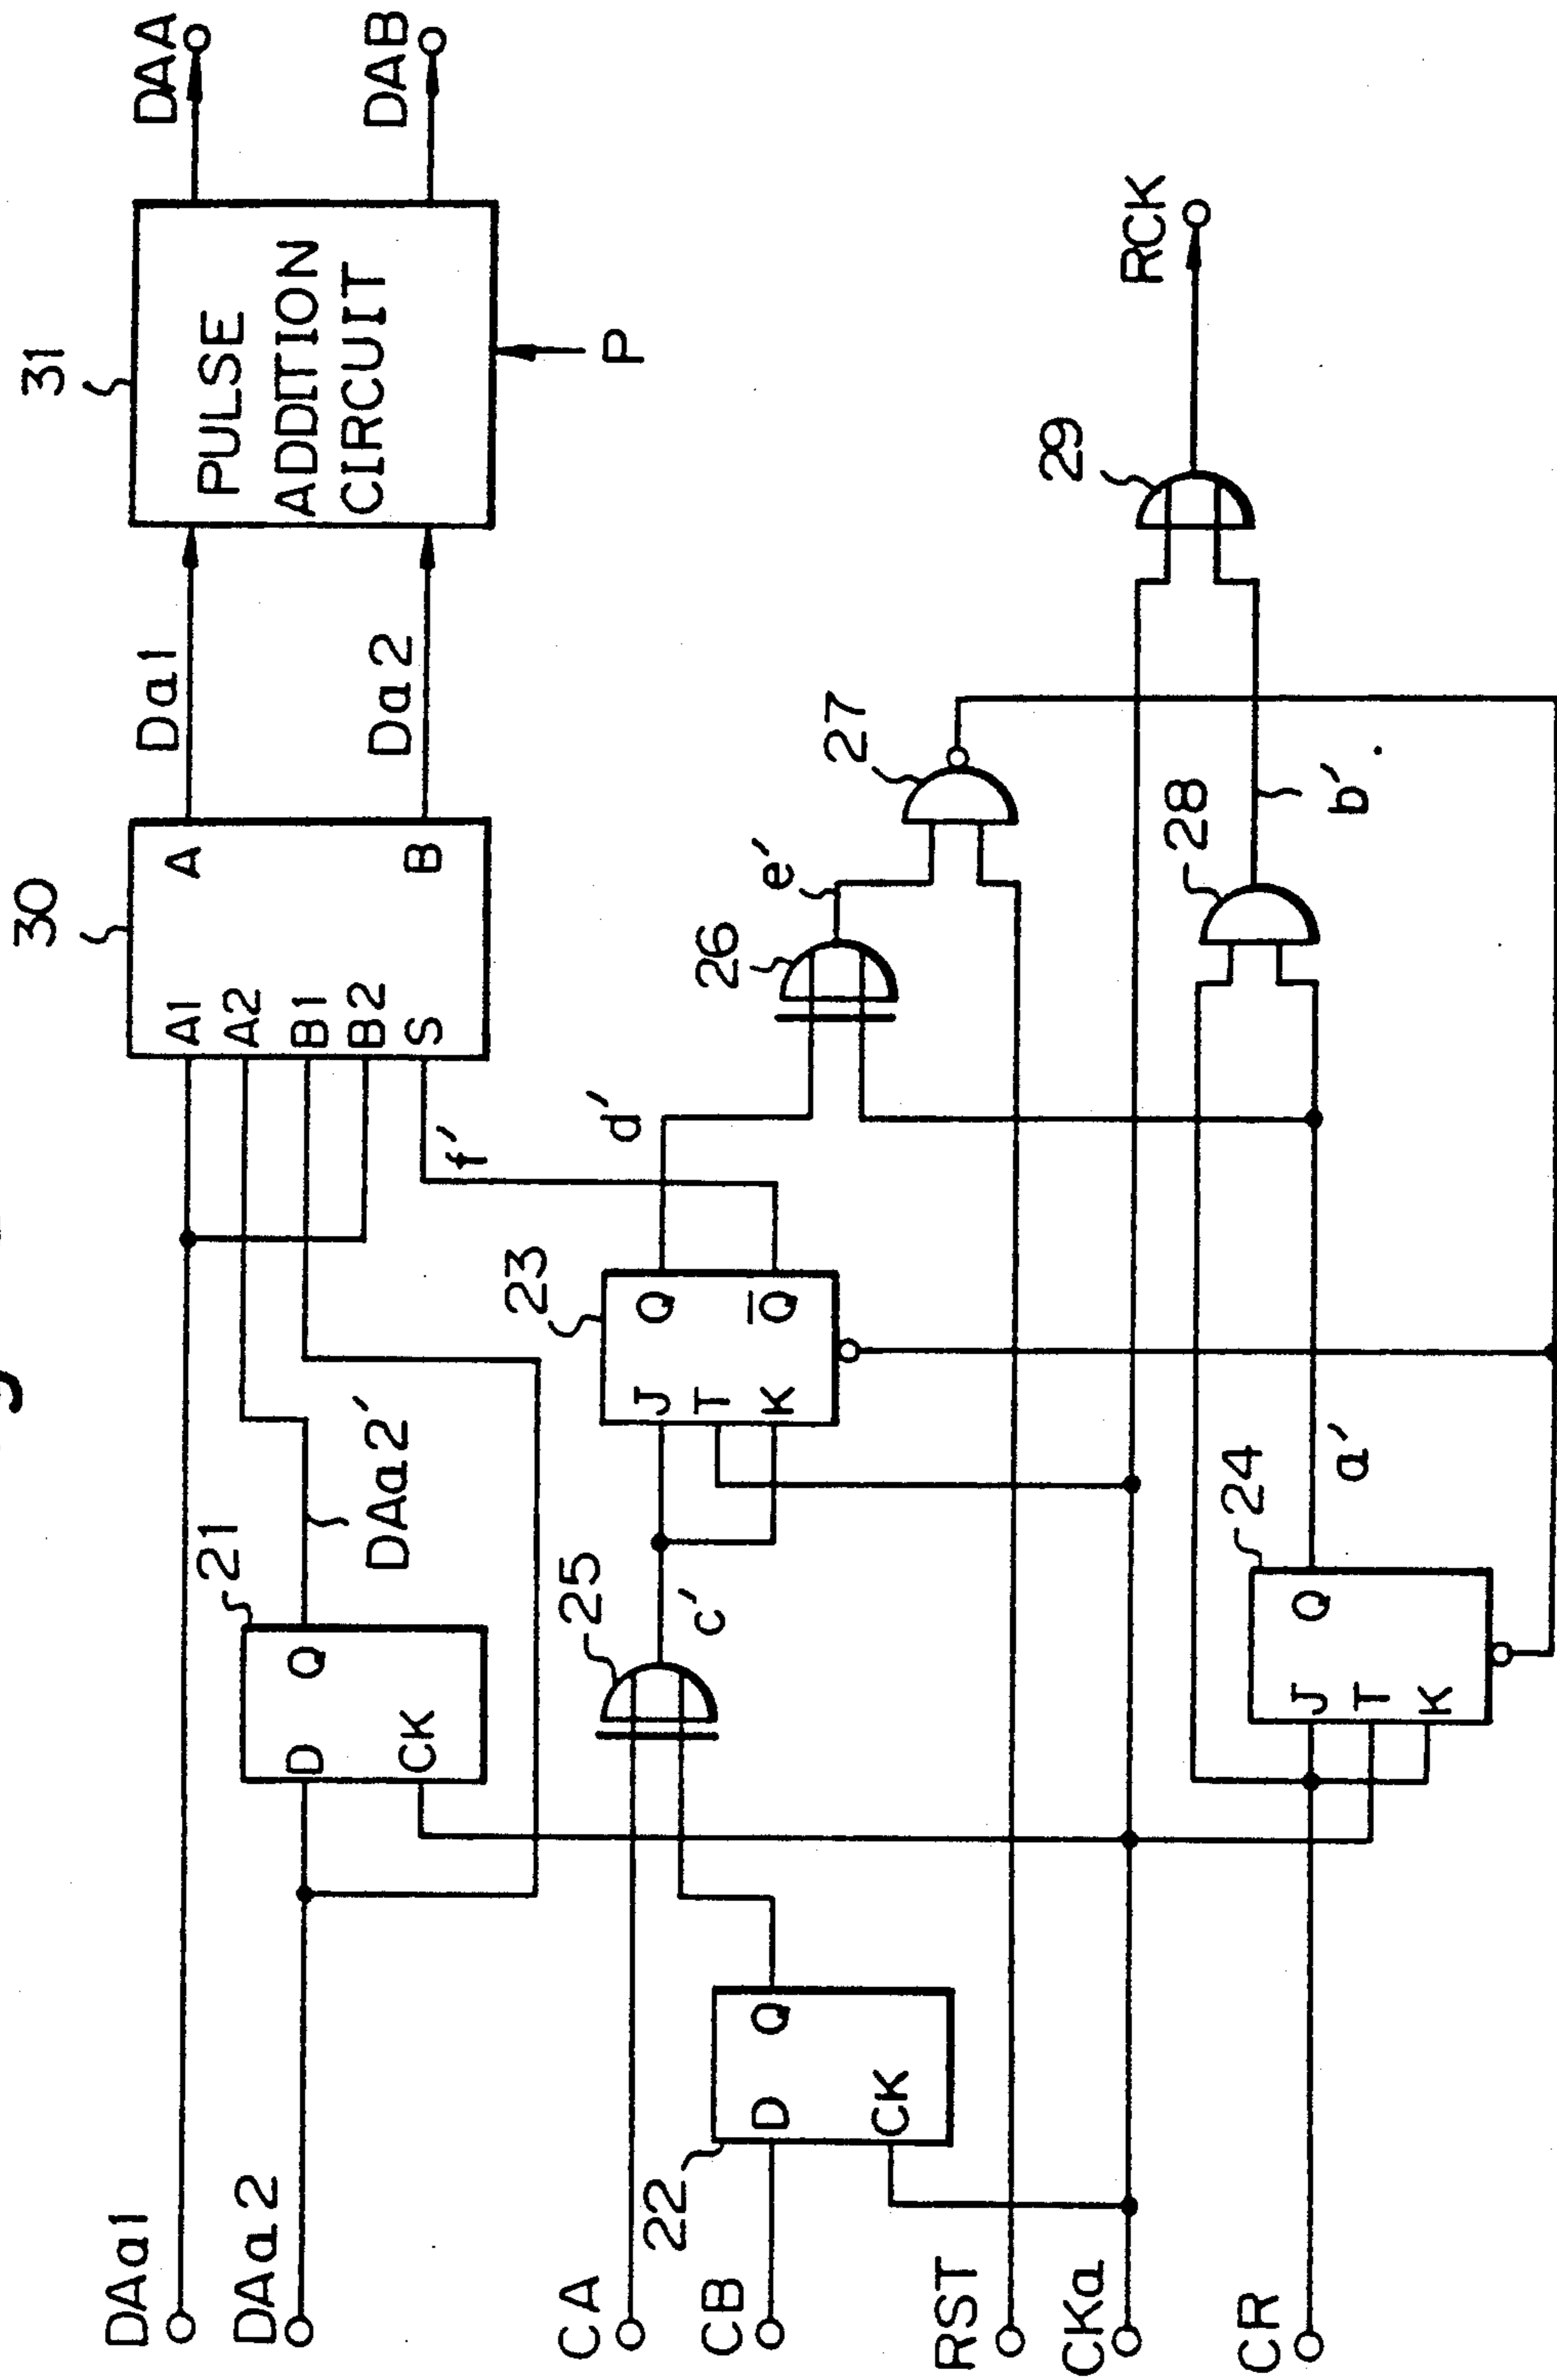 DAa1
DAa2
CA
CB
RST
CKa
CR
22
D
Q
CK
21
D
Q
CK
DAa2'
25
c'
24
J
T
K
Q
a'
23
J
T
K
Q
Q̅
d'
f'
30
A1
A2
B1
B2
S
A
B
26
e'
27
28
b'
29
Da1
Da2
31
PULSE
ADDITION
CIRCUIT
P
DAA
DAB
RCK